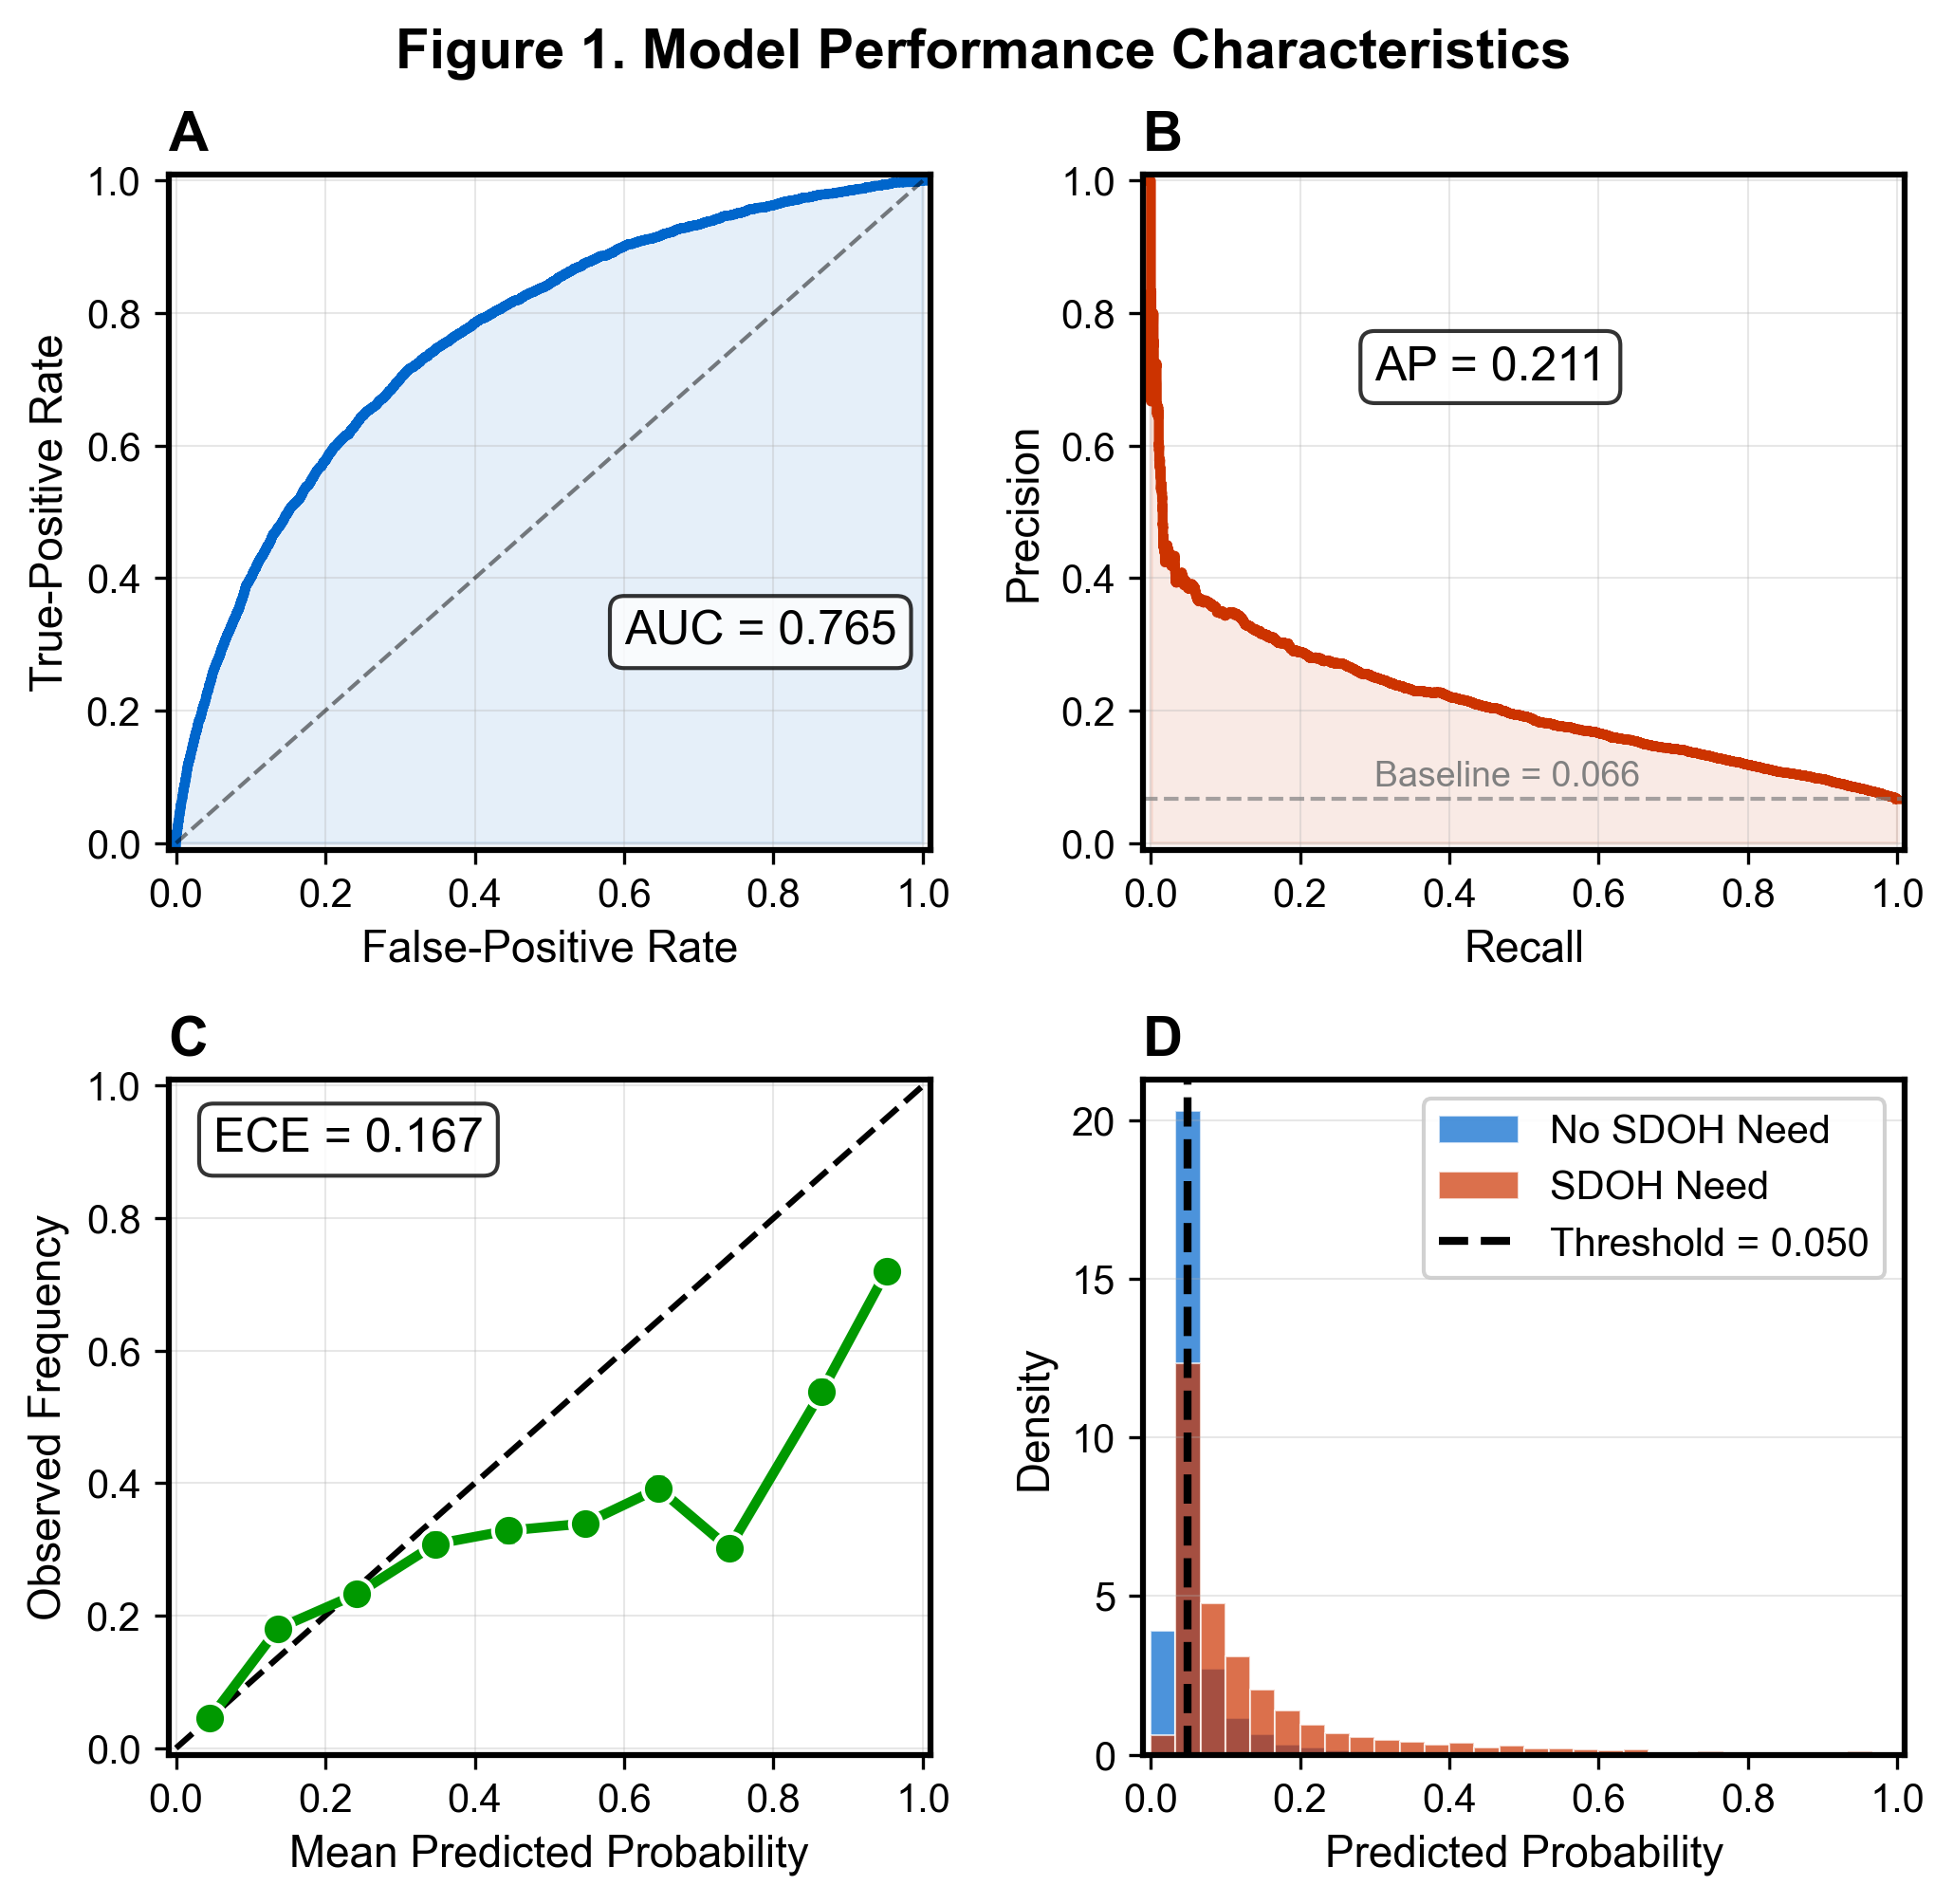 Figure 1. Model Performance Characteristics
A
1.0
0.8
0.6
0.4
0.2
0.0
True-Positive Rate
AUC = 0.765
0.0 0.2 0.4 0.6 0.8 1.0
False-Positive Rate
B
1.0
0.8
0.6
0.4
0.2
0.0
Precision
AP = 0.211
Baseline = 0.066
0.0 0.2 0.4 0.6 0.8 1.0
Recall
C
1.0
0.8
0.6
0.4
0.2
0.0
Observed Frequency
ECE = 0.167
0.0 0.2 0.4 0.6 0.8 1.0
Mean Predicted Probability
D
20
15
10
5
0
Density
No SDOH Need
SDOH Need
Threshold = 0.050
0.0 0.2 0.4 0.6 0.8 1.0
Predicted Probability